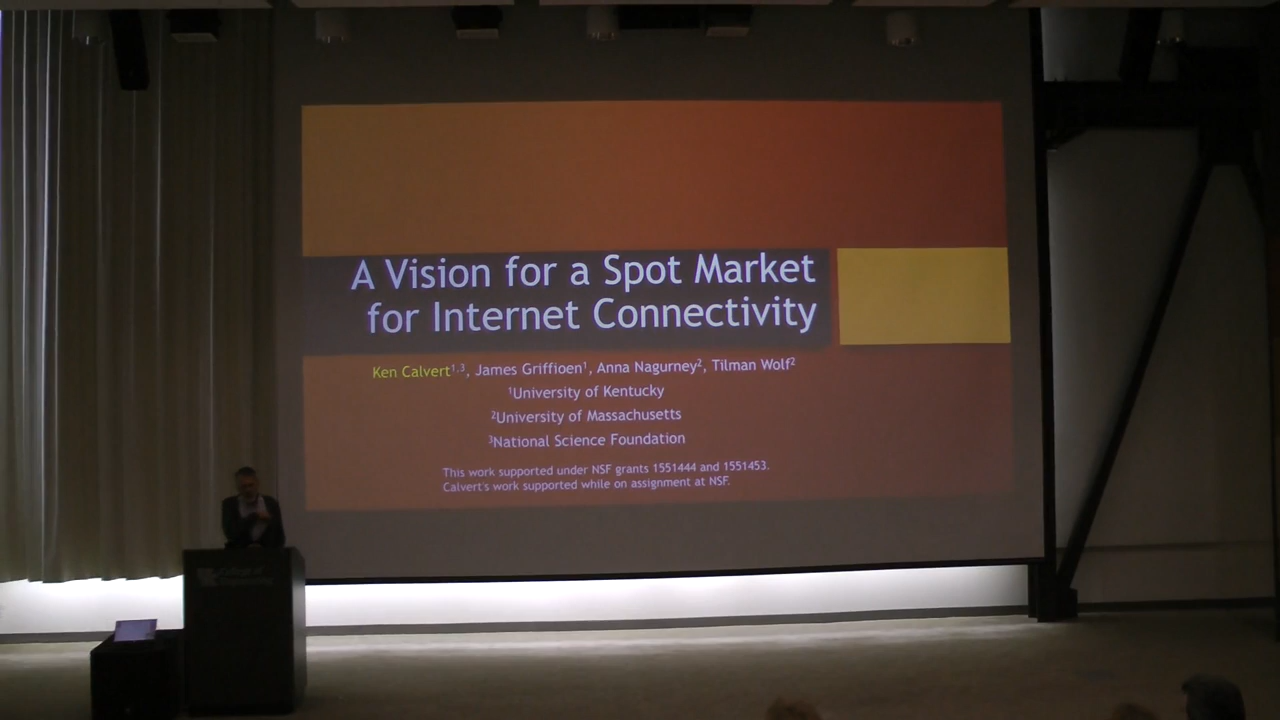 A Vision for a Spot Market
for Internet Connectivity
Ken Calvert¹,³, James Griffioen¹, Anna Nagurney², Tilman Wolf²
¹University of Kentucky
²University of Massachusetts
³National Science Foundation
This work supported under NSF grants 1551444 and 1551453.
Calvert's work supported while on assignment at NSF.
College of